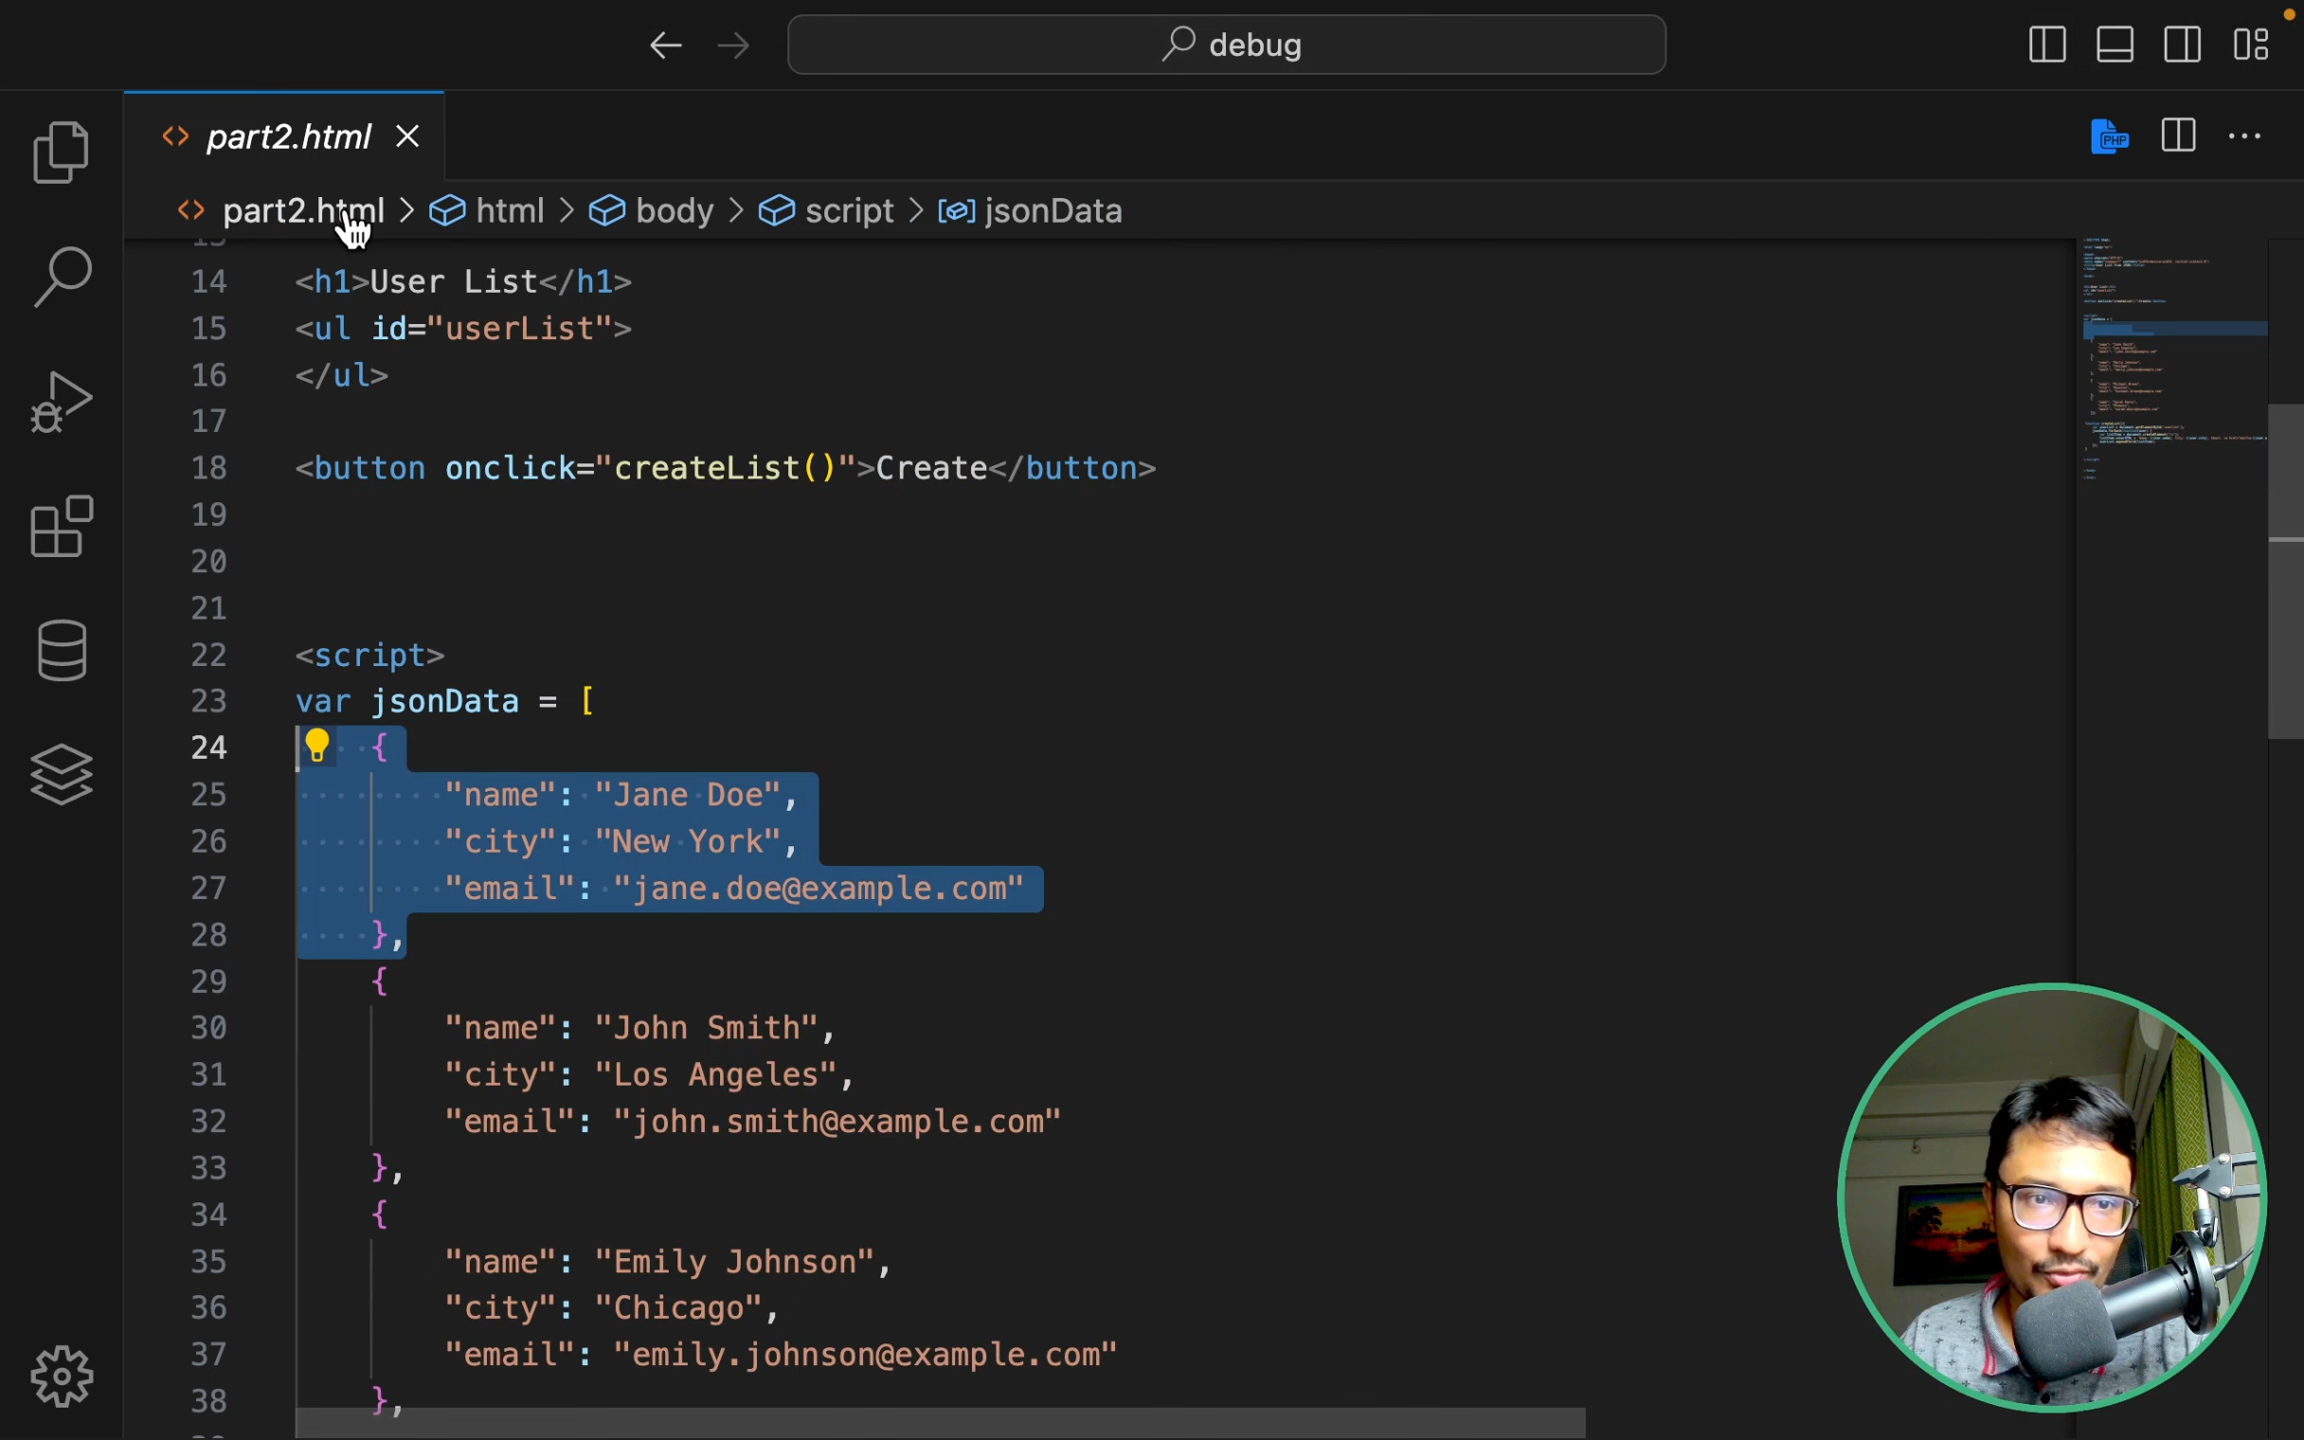 debug
part2.html
part2.html > html > body > script > jsonData
14 <h1>User List</h1>
15 <ul id="userList">
16 </ul>
17
18 <button onclick="createList()">Create</button>
19
20
21
22 <script>
23 var jsonData = [
24 {
25 "name": "Jane Doe",
26 "city": "New York",
27 "email": "jane.doe@example.com"
28 },
29 {
30 "name": "John Smith",
31 "city": "Los Angeles",
32 "email": "john.smith@example.com"
33 },
34 {
35 "name": "Emily Johnson",
36 "city": "Chicago",
37 "email": "emily.johnson@example.com"
38 },
PHP